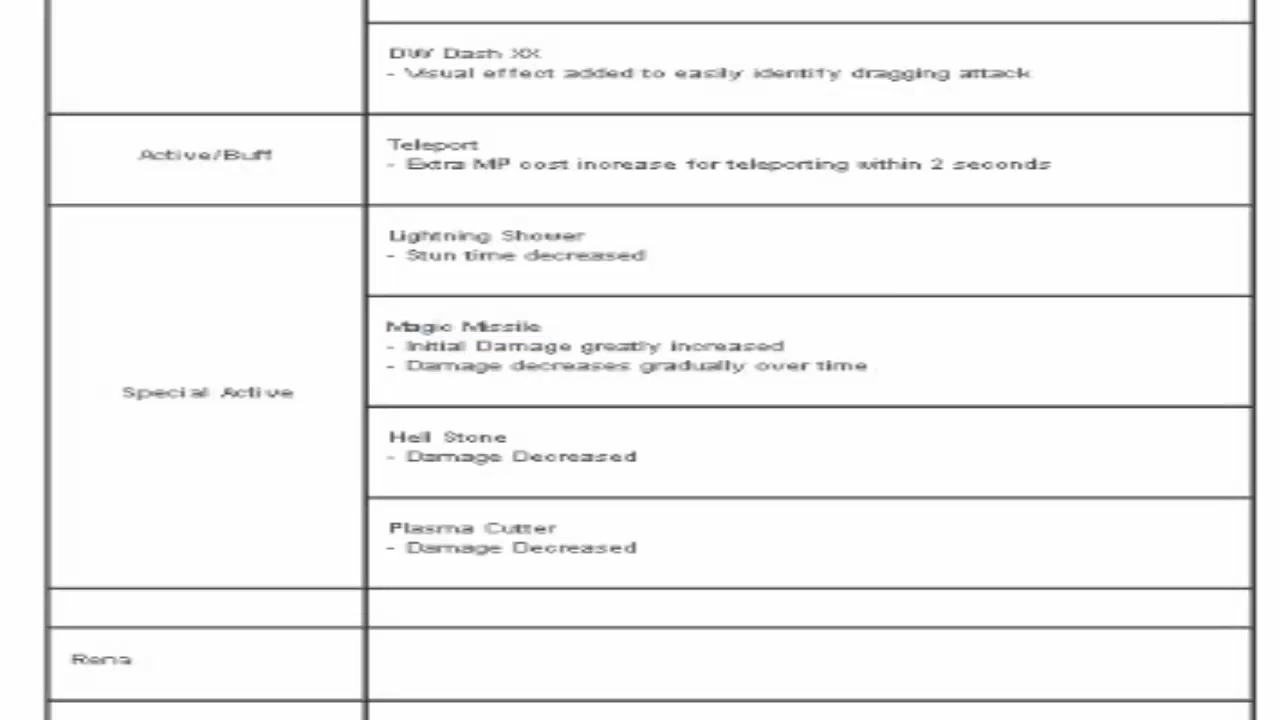 DW Dash XX
- Visual effect added to easily identify dragging attack
Active/Buff
Teleport
- Extra MP cost increase for teleporting within 2 seconds
Special Active
Lightning Shower
- Stun time decreased
Magic Missile
- Initial Damage greatly increased
- Damage decreases gradually over time
Hell Stone
- Damage Decreased
Plasma Cutter
- Damage Decreased
Rena